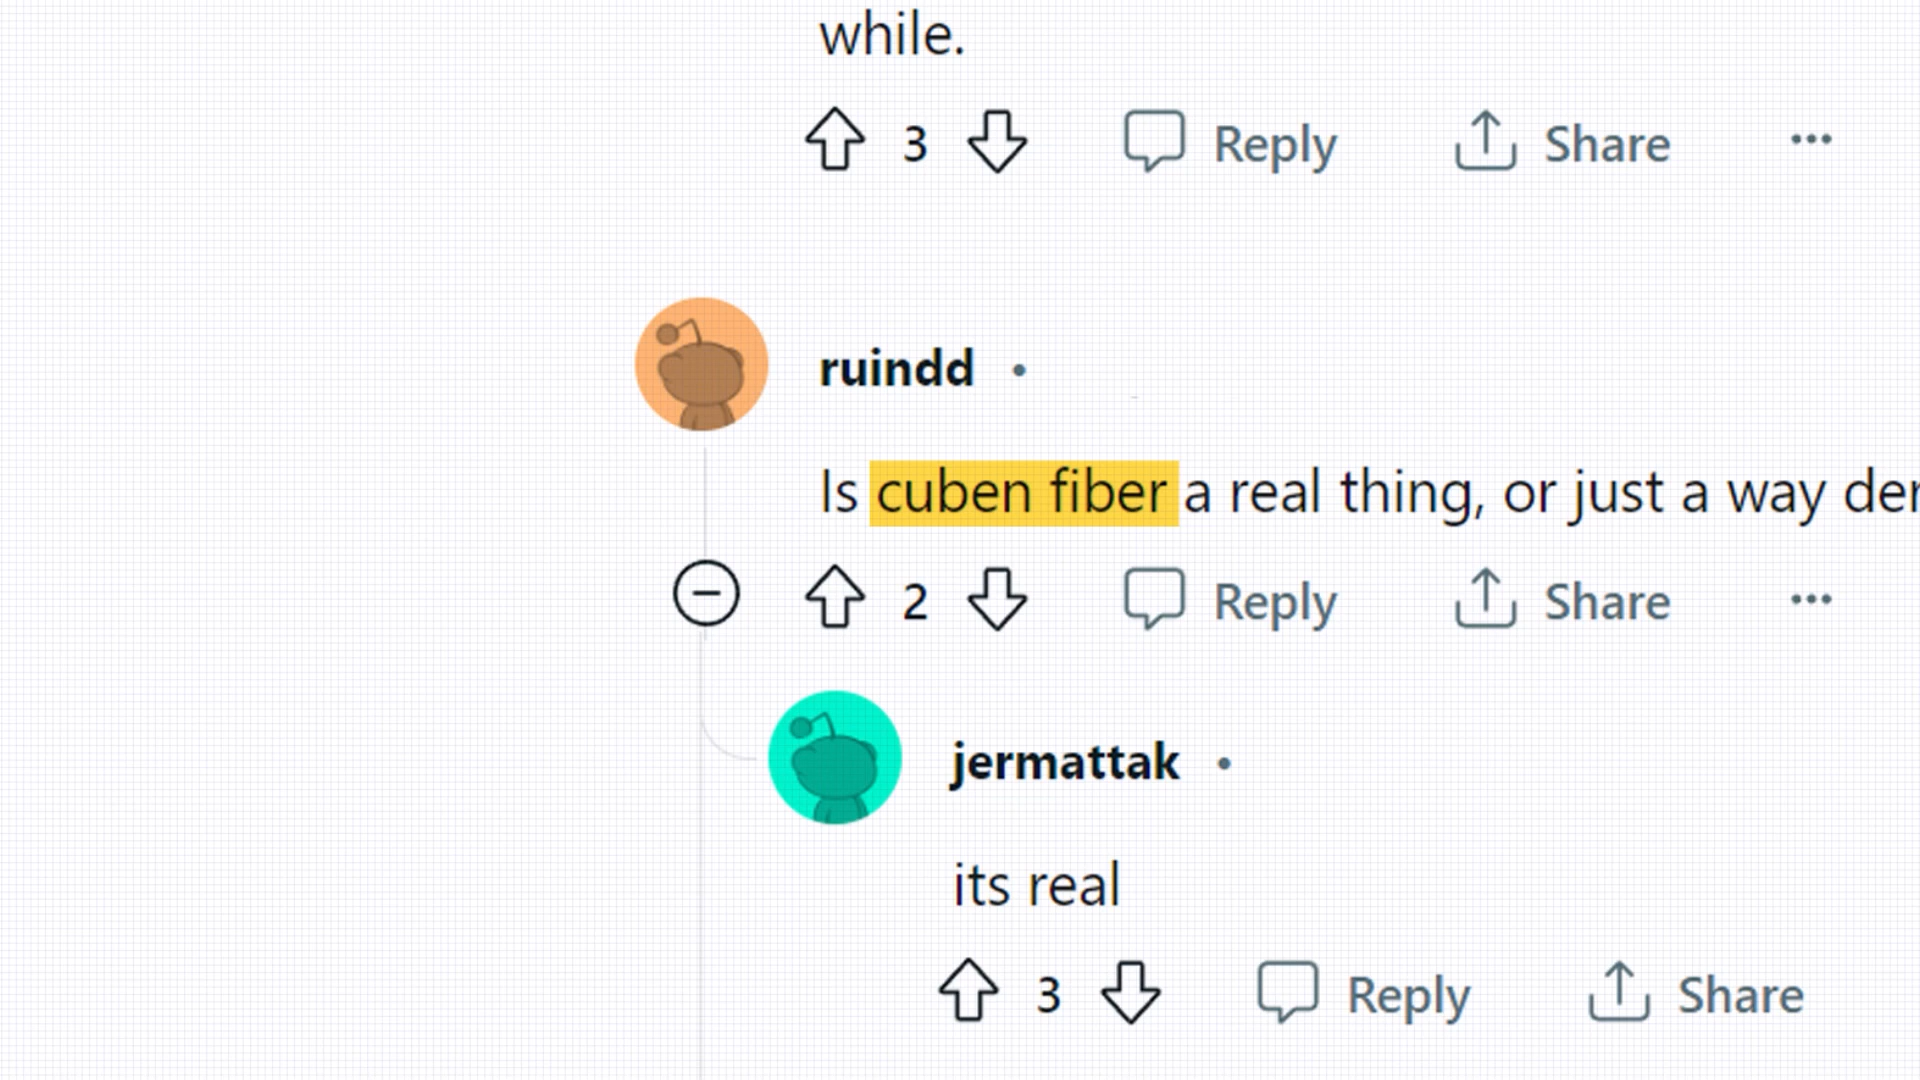 while.
3 Reply Share
ruindd •
Is cuben fiber a real thing, or just a way
2 Reply Share
jermattak •
its real
3 Reply Share